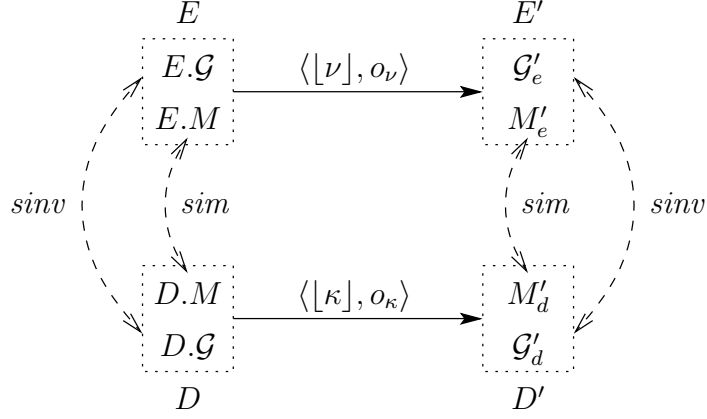 E E′
E.𝒢 ⟨⌊ν⌋, o_ν⟩ 𝒢′_e
E.M M′_e
sinv sim sim sinv
D.M ⟨⌊κ⌋, o_κ⟩ M′_d
D.𝒢 𝒢′_d
D D′